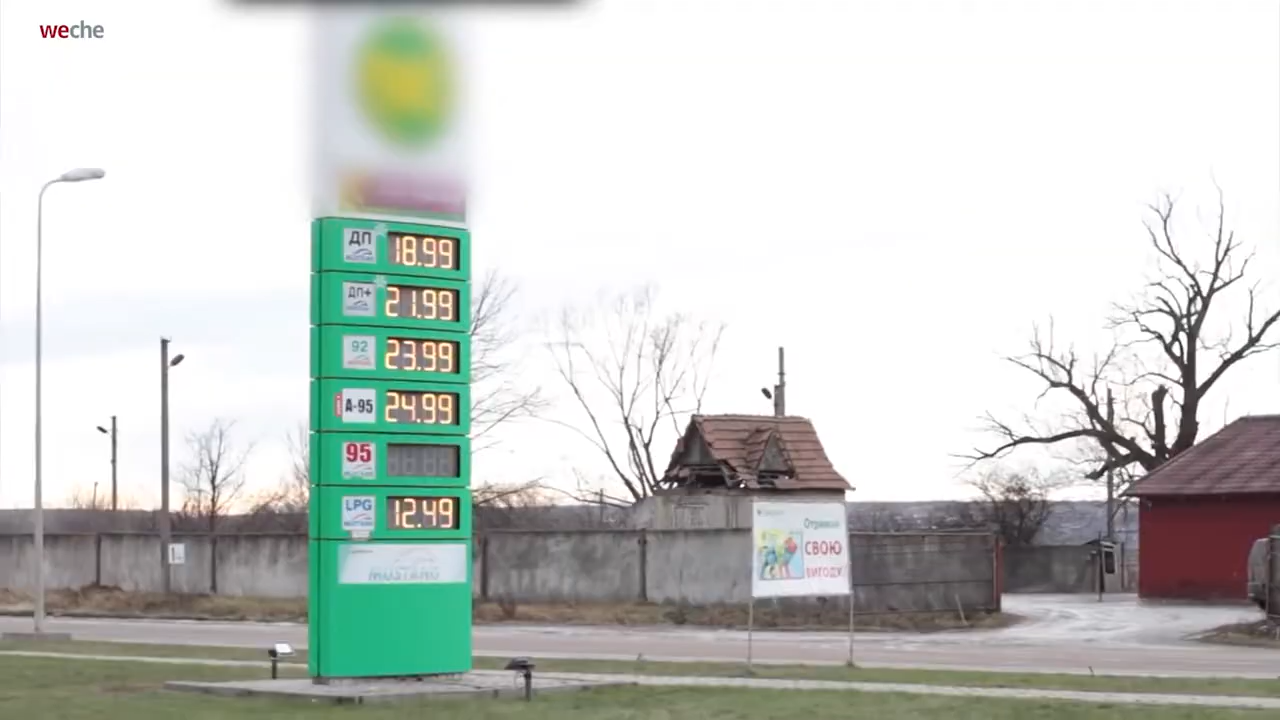 weche
ДП
18.99
ДП+
21.99
92
23.99
А-95
24.99
95
LPG
12.49
MUSTANG
Отримай
СВОЮ
ВИГОДУ